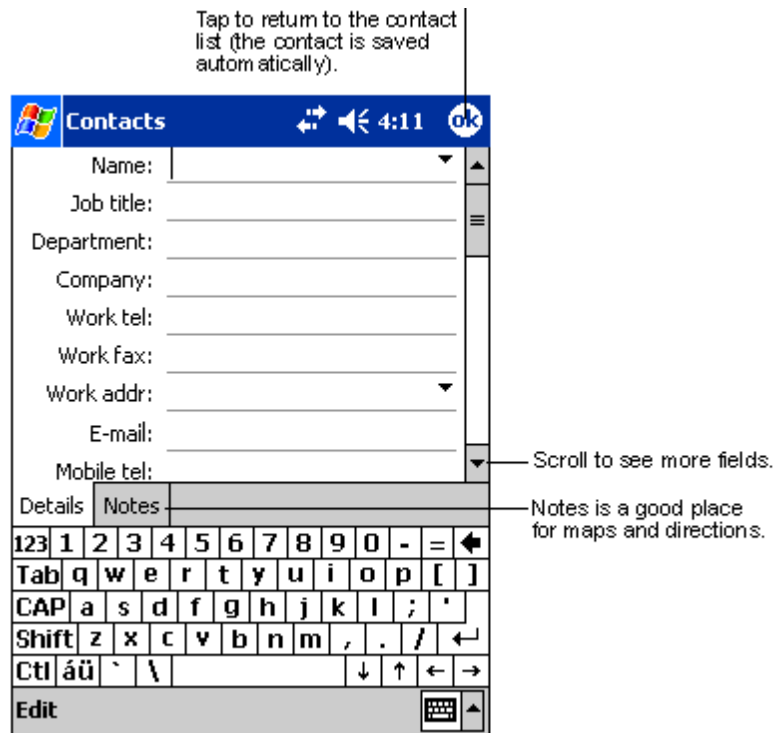 Tap to return to the contact
list (the contact is saved
automatically).
Contacts 4:11 ok
Name:
Job title:
Department:
Company:
Work tel:
Work fax:
Work addr:
E-mail:
Mobile tel:
Scroll to see more fields.
Details Notes
Notes is a good place
for maps and directions.
123 1 2 3 4 5 6 7 8 9 0 - =
Tab q w e r t y u i o p [ ]
CAP a s d f g h j k l ; '
Shift z x c v b n m , . /
Ctl áü ` \ ↓ ↑ ← →
Edit